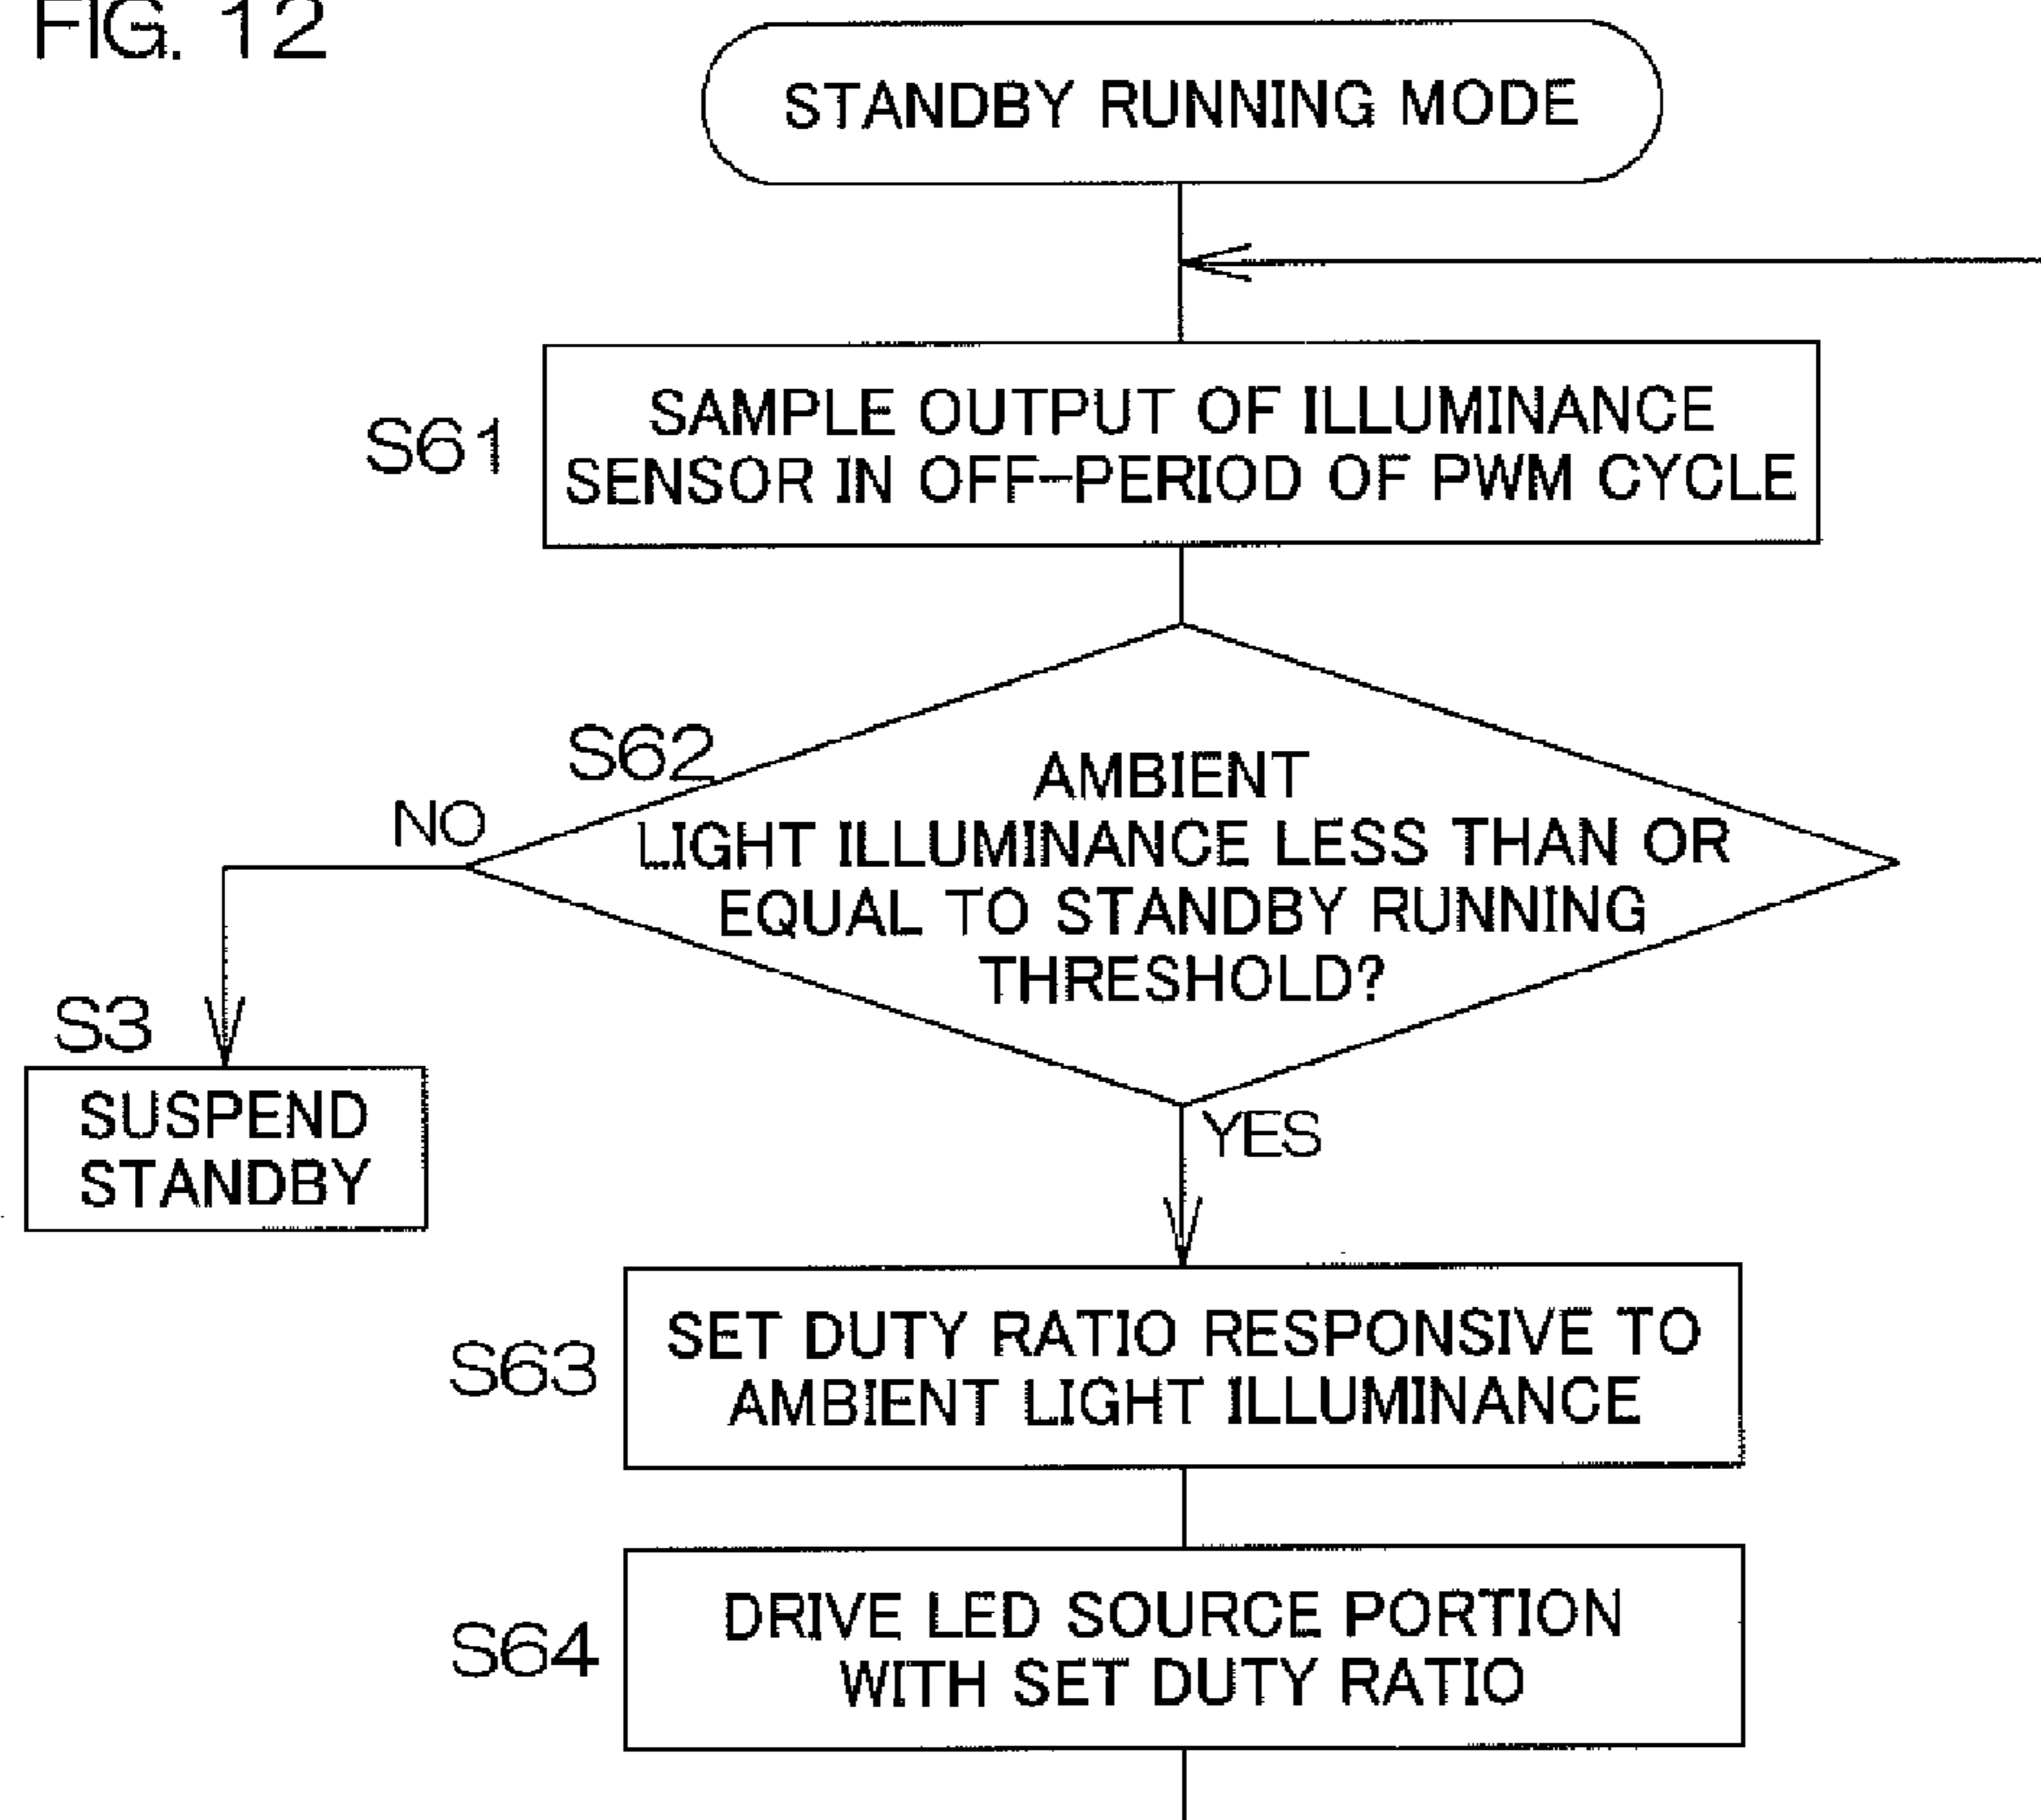 FIG. 12
STANDBY RUNNING MODE
S61
SAMPLE OUTPUT OF ILLUMINANCE
SENSOR IN OFF-PERIOD OF PWM CYCLE
S62
AMBIENT
LIGHT ILLUMINANCE LESS THAN OR
EQUAL TO STANDBY RUNNING
THRESHOLD?
NO
S3
SUSPEND
STANDBY
YES
S63
SET DUTY RATIO RESPONSIVE TO
AMBIENT LIGHT ILLUMINANCE
S64
DRIVE LED SOURCE PORTION
WITH SET DUTY RATIO